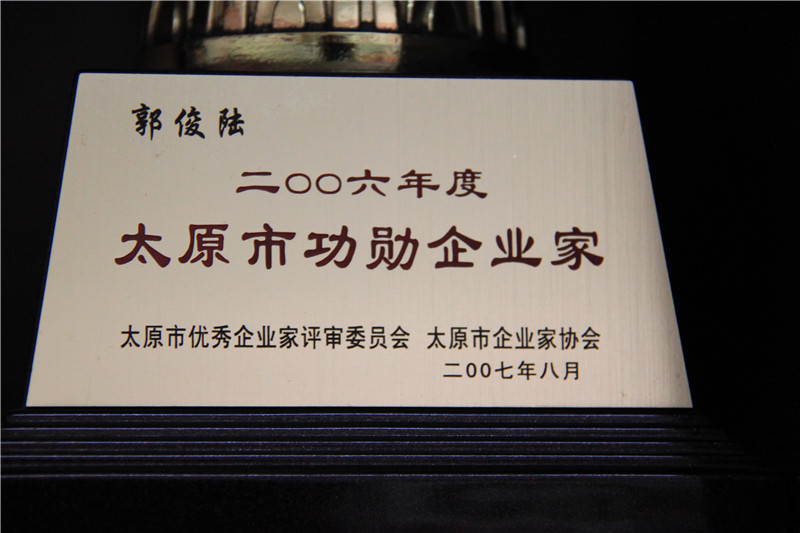 郭俊陆
二〇〇六年度
太原市功勋企业家
太原市优秀企业家评审委员会 太原市企业家协会
二00七年八月